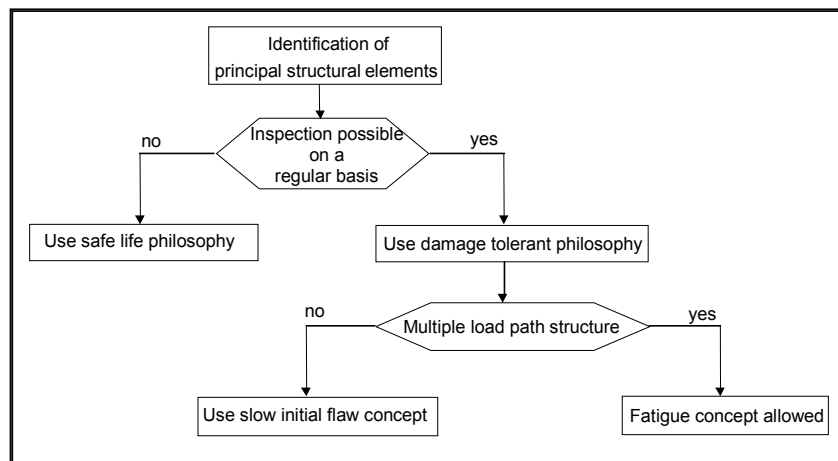 Identification of
principal structural elements
no
Inspection possible
on a
regular basis
yes
Use safe life philosophy
Use damage tolerant philosophy
no
Multiple load path structure
yes
Use slow initial flaw concept
Fatigue concept allowed